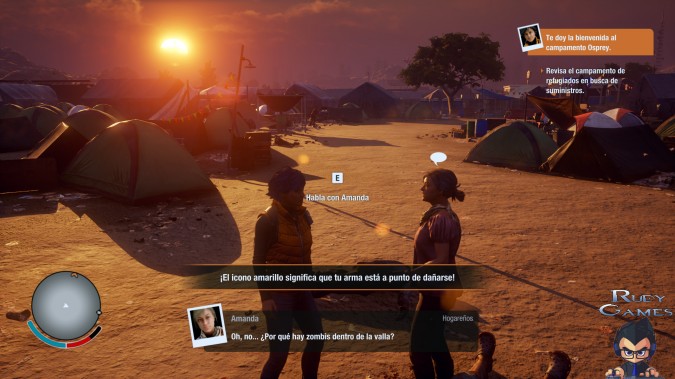 Te doy la bienvenida al
campamento Osprey.
Revisa el campamento de
refugiados en busca de
suministros.
E
Habla con Amanda
¡El icono amarillo significa que tu arma está a punto de dañarse!
Amanda
Hogareños
Oh, no... ¿Por qué hay zombis dentro de la valla?
RUEY
GAMES